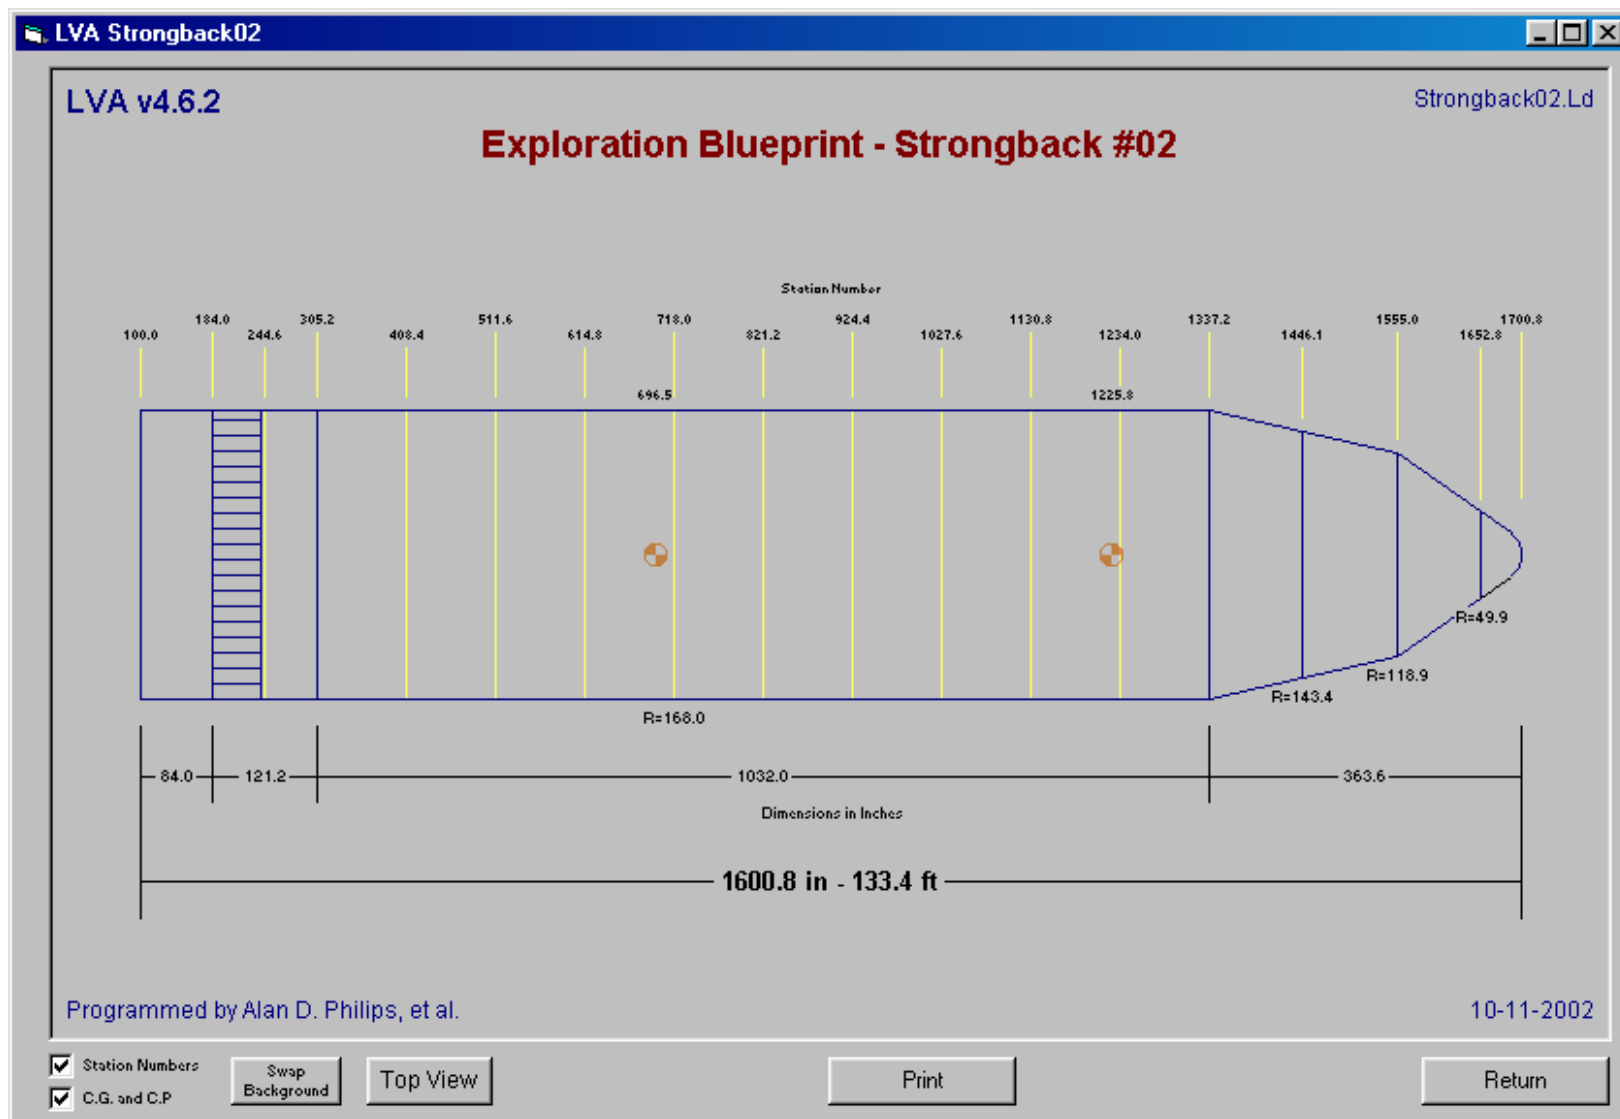 LVA Strongback02
LVA v4.6.2
Strongback02.Ld
Exploration Blueprint - Strongback #02
Station Number
184.0 305.2 511.6 718.0 924.4 1130.8 1337.2 1555.0 1700.8
100.0 244.6 408.4 614.8 821.2 1027.6 1234.0 1446.1 1652.8
696.5 1225.8
R=49.9
R=118.9
R=143.4
R=168.0
84.0 121.2 1032.0 363.6
Dimensions in Inches
1600.8 in - 133.4 ft
Programmed by Alan D. Philips, et al.
10-11-2002
Station Numbers
C.G. and C.P
Swap
Background
Top View
Print
Return